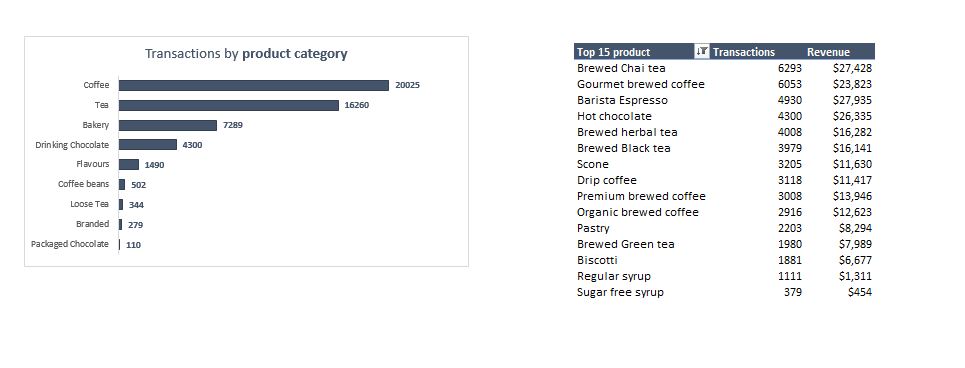 Transactions by product category
Coffee 20025
Tea 16260
Bakery 7289
Drinking Chocolate 4300
Flavours 1490
Coffee beans 502
Loose Tea 344
Branded 279
Packaged Chocolate 110
Top 15 product Transactions Revenue
Brewed Chai tea 6293 $27,428
Gourmet brewed coffee 6053 $23,823
Barista Espresso 4930 $27,935
Hot chocolate 4300 $26,335
Brewed herbal tea 4008 $16,282
Brewed Black tea 3979 $16,141
Scone 3205 $11,630
Drip coffee 3118 $11,417
Premium brewed coffee 3008 $13,946
Organic brewed coffee 2916 $12,623
Pastry 2203 $8,294
Brewed Green tea 1980 $7,989
Biscotti 1881 $6,677
Regular syrup 1111 $1,311
Sugar free syrup 379 $454